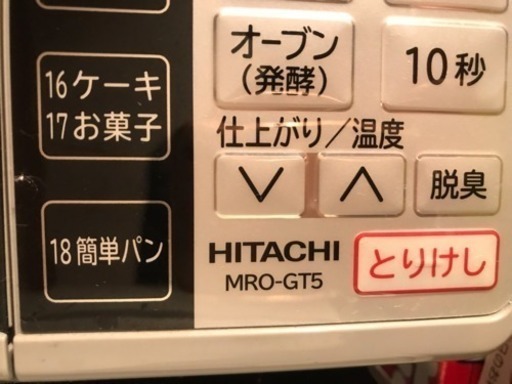 16ケーキ
17お菓子
18簡単パン
オーブン
(発酵)
10秒
仕上がり/温度
脱臭
HITACHI
MRO-GT5
とりけし